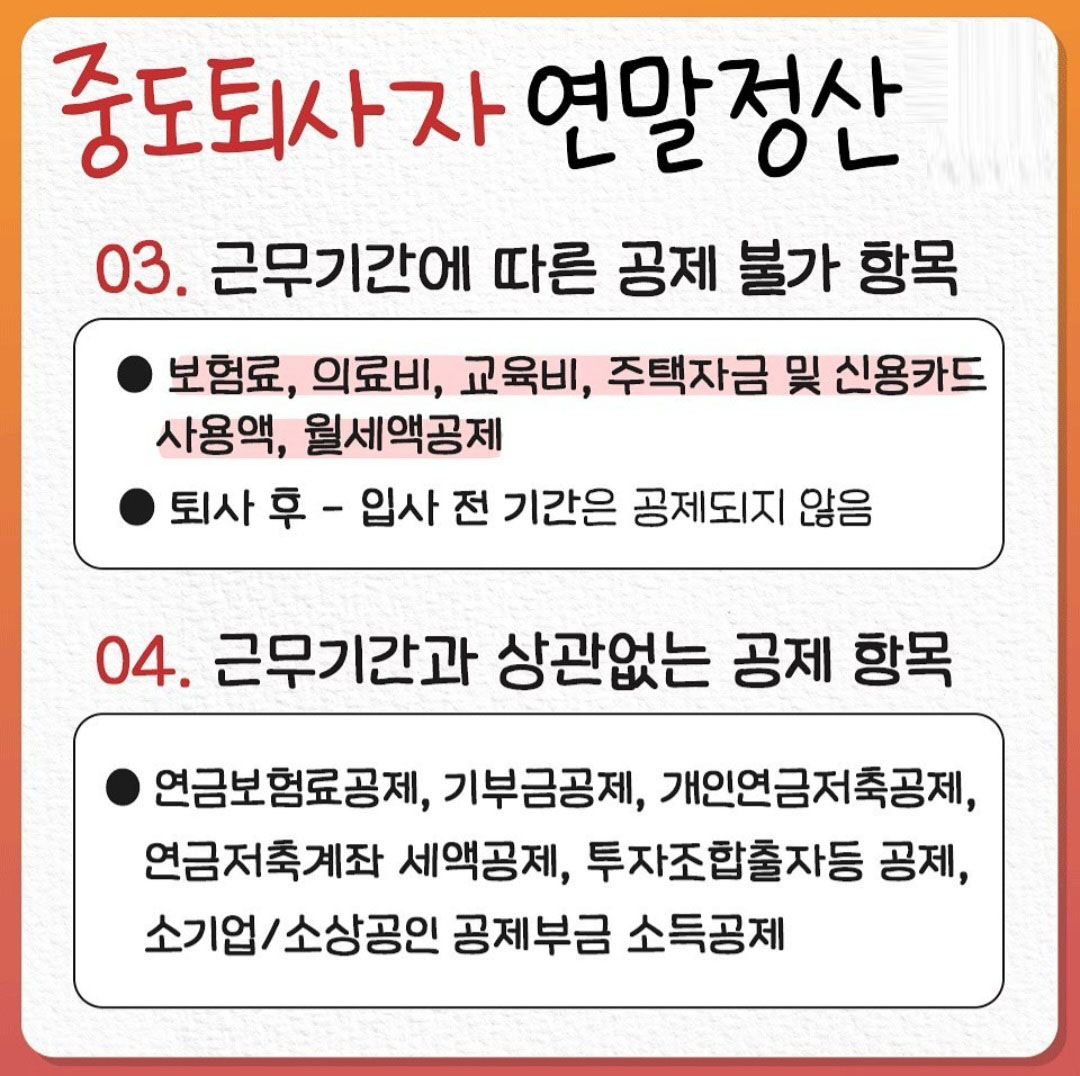 중도퇴사자 연말정산
03. 근무기간에 따른 공제 불가 항목
● 보험료, 의료비, 교육비, 주택자금 및 신용카드
사용액, 월세액공제
● 퇴사 후 - 입사 전 기간은 공제되지 않음
04. 근무기간과 상관없는 공제 항목
● 연금보험료공제, 기부금공제, 개인연금저축공제,
연금저축계좌 세액공제, 투자조합출자등 공제,
소기업/소상공인 공제부금 소득공제